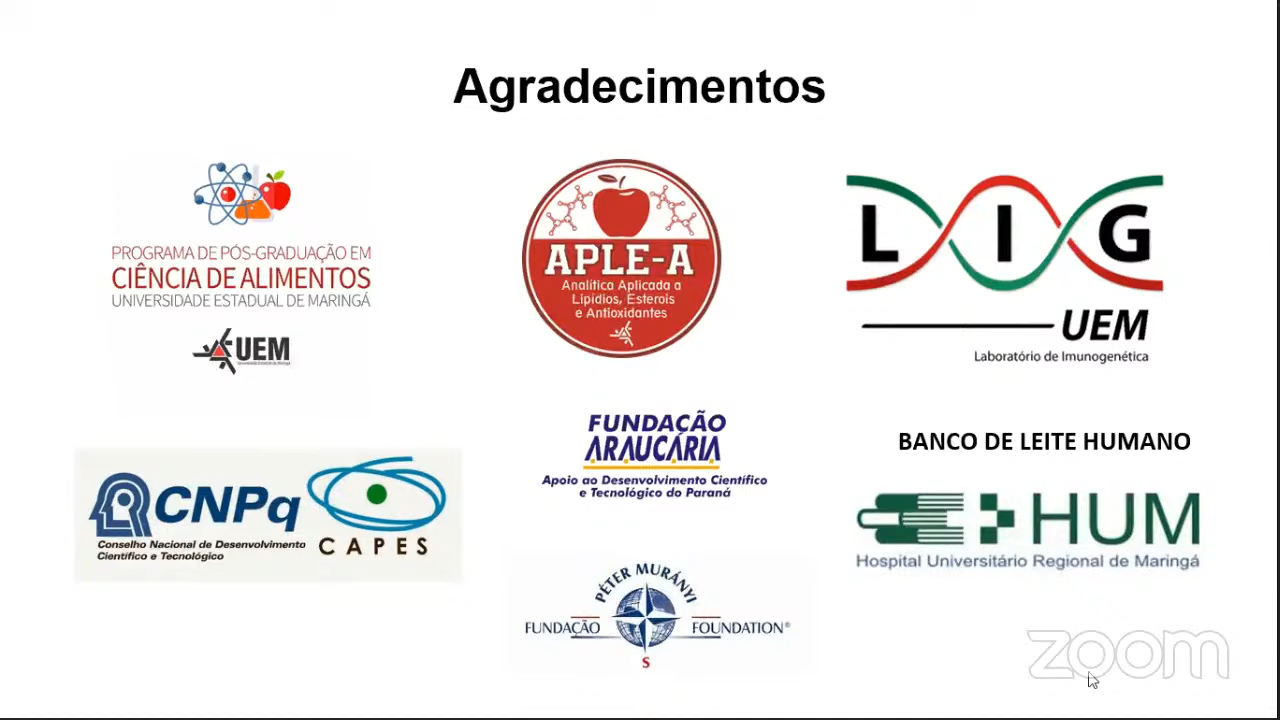 Agradecimentos
PROGRAMA DE PÓS-GRADUAÇÃO EM
CIÊNCIA DE ALIMENTOS
UNIVERSIDADE ESTADUAL DE MARINGÁ
UEM
APLE-A
Analítica Aplicada a
Lipídios, Esterois
e Antioxidantes
LIG
UEM
Laboratório de Imunogenética
CNPq
Conselho Nacional de Desenvolvimento
Científico e Tecnológico
CAPES
FUNDAÇÃO
ARAUCÁRIA
Apoio ao Desenvolvimento Científico
e Tecnológico do Paraná
BANCO DE LEITE HUMANO
HUM
Hospital Universitário Regional de Maringá
PÉTER MURÁNYI
FUNDAÇÃO FOUNDATION®
S
zoom